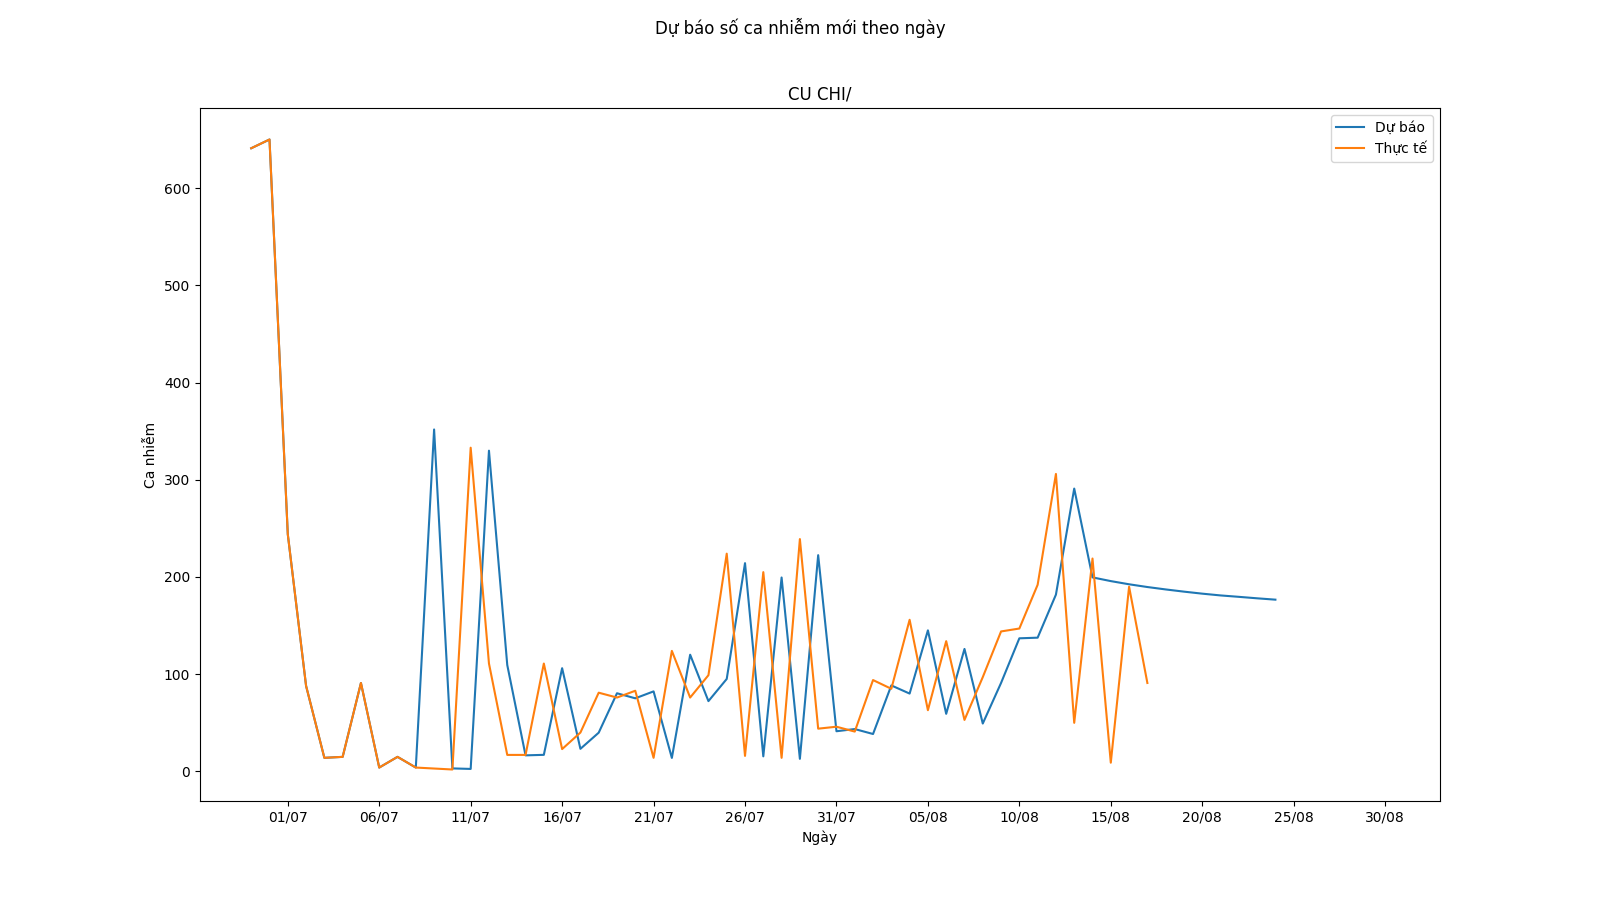 Dự báo số ca nhiễm mới theo ngày
CU CHI/
Dự báo
Thực tế
600
500
400
300
200
100
0
Ca nhiễm
01/07 06/07 11/07 16/07 21/07 26/07 31/07 05/08 10/08 15/08 20/08 25/08 30/08
Ngày